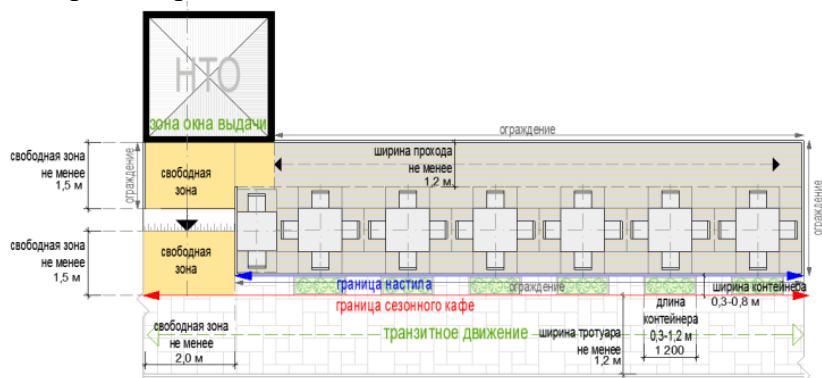 НТО
зона окна выдачи
ограждение
свободная зона
не менее
1,5 м
ограждение
свободная
зона
ширина прохода
не менее
1,2 м
ограждение
свободная зона
не менее
1,5 м
свободная
зона
граница настила
ограждение
ширина контейнера
0,3-0,8 м
граница сезонного кафе
свободная зона
не менее
2,0 м
транзитное движение
ширина тротуара
не менее
1,2 м
длина
контейнера
0,3-1,2 м
1 200